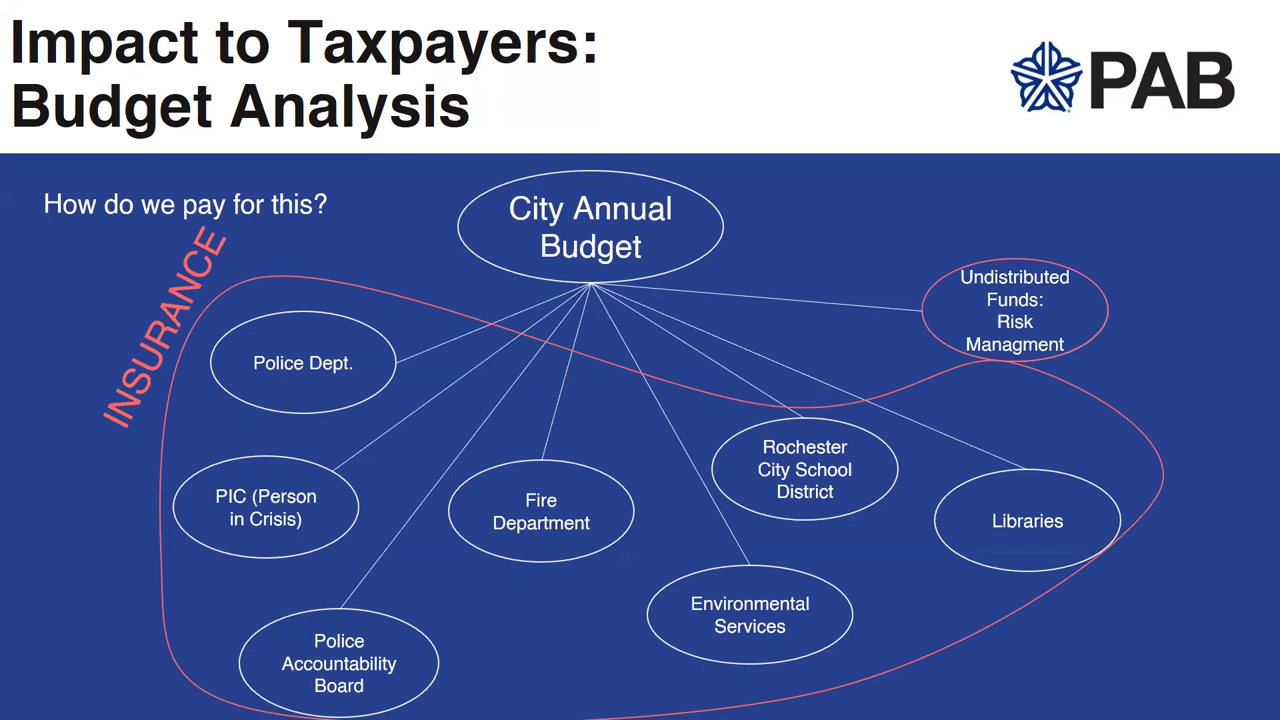 Impact to Taxpayers:
Budget Analysis
PAB
How do we pay for this?
INSURANCE
City Annual
Budget
Undistributed
Funds:
Risk
Managment
Police Dept.
Rochester
City School
District
PIC (Person
in Crisis)
Fire
Department
Libraries
Environmental
Services
Police
Accountability
Board